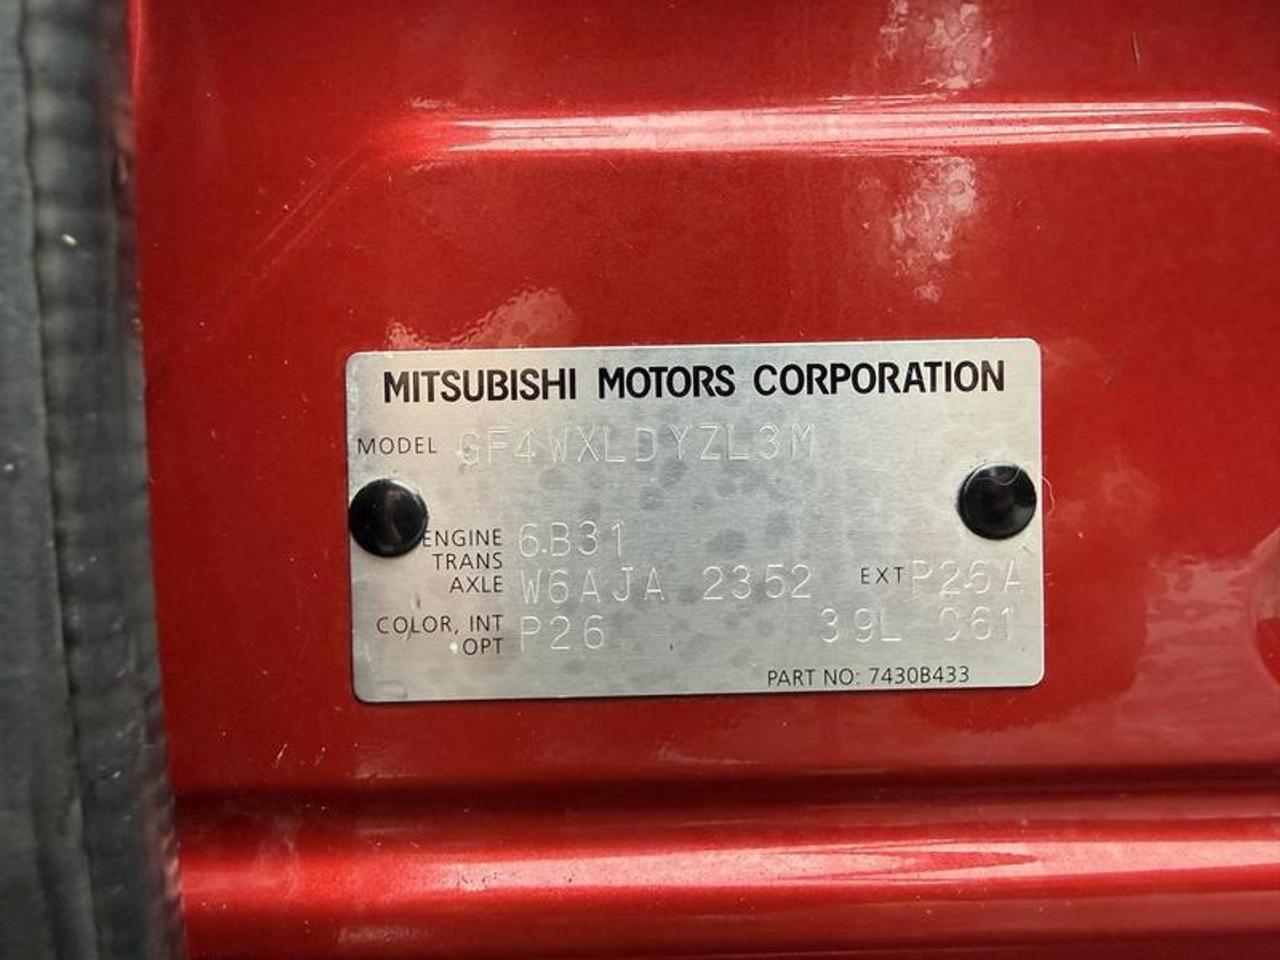 MITSUBISHI MOTORS CORPORATION
MODEL GF4WXLDYZL3M
ENGINE 6B31
TRANS
AXLE W6AJA 2352 EXT P26A
COLOR, INT
OPT P26 39L C61
PART NO: 7430B433